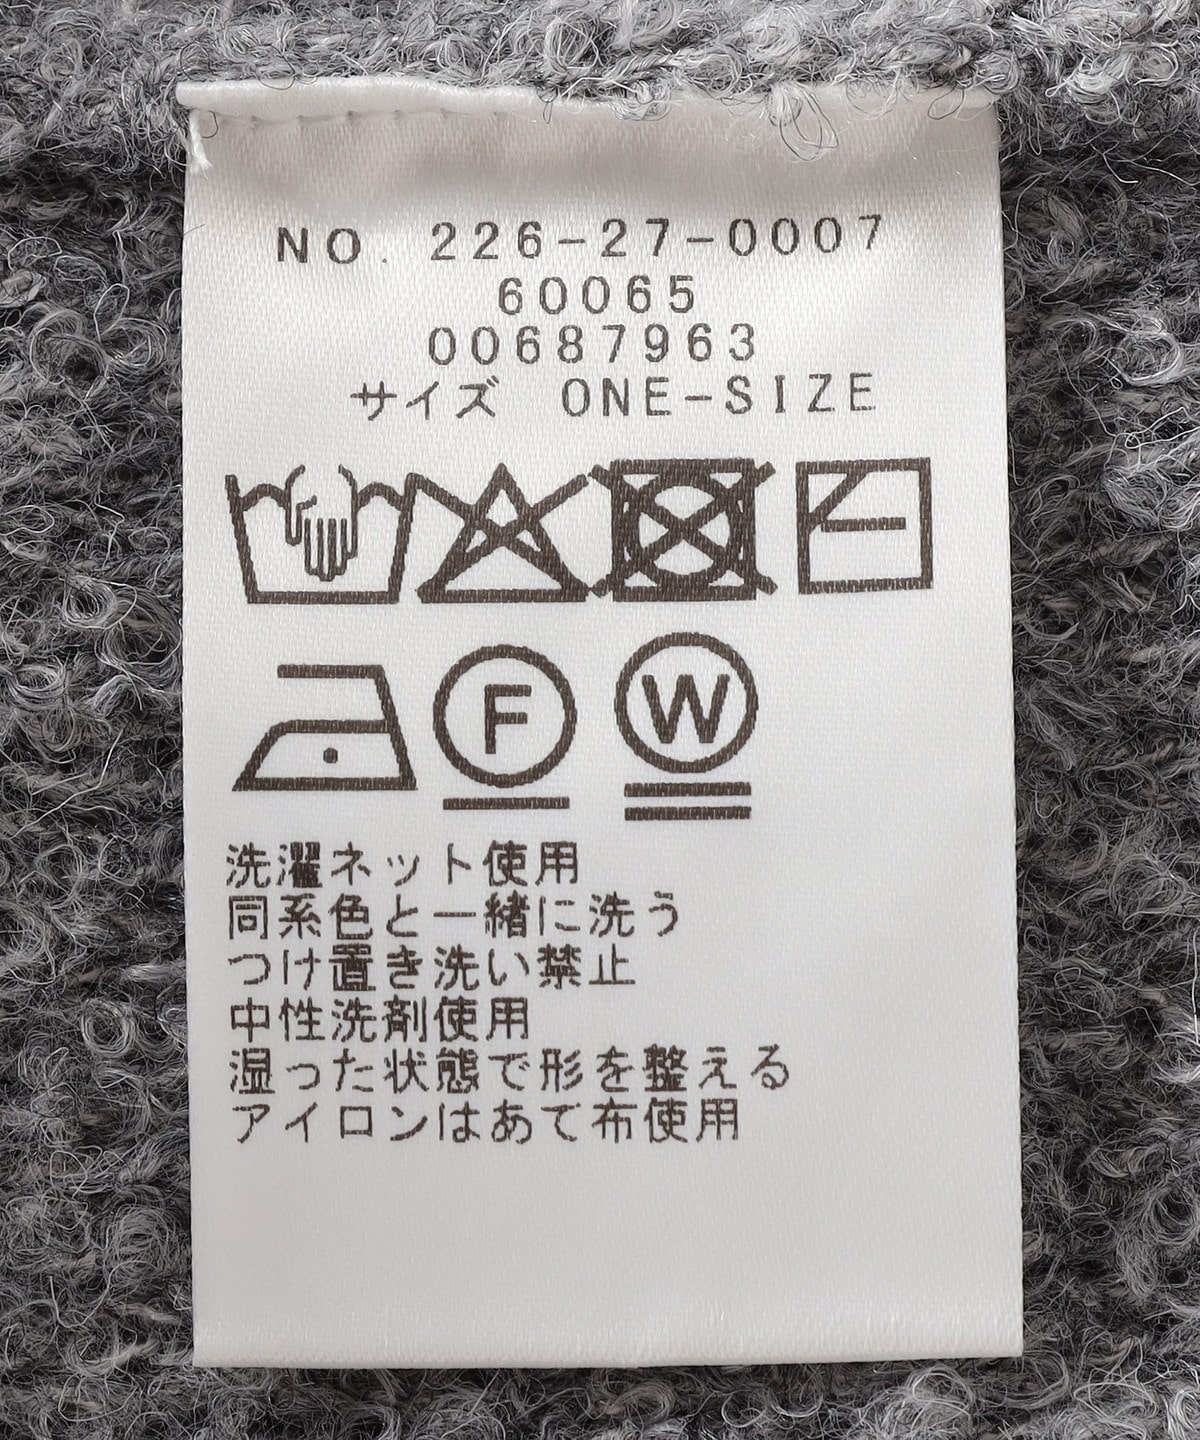 NO. 226-27-0007
60065
00687963
サイズ ONE-SIZE
F W
洗濯ネット使用
同系色と一緒に洗う
つけ置き洗い禁止
中性洗剤使用
湿った状態で形を整える
アイロンはあて布使用